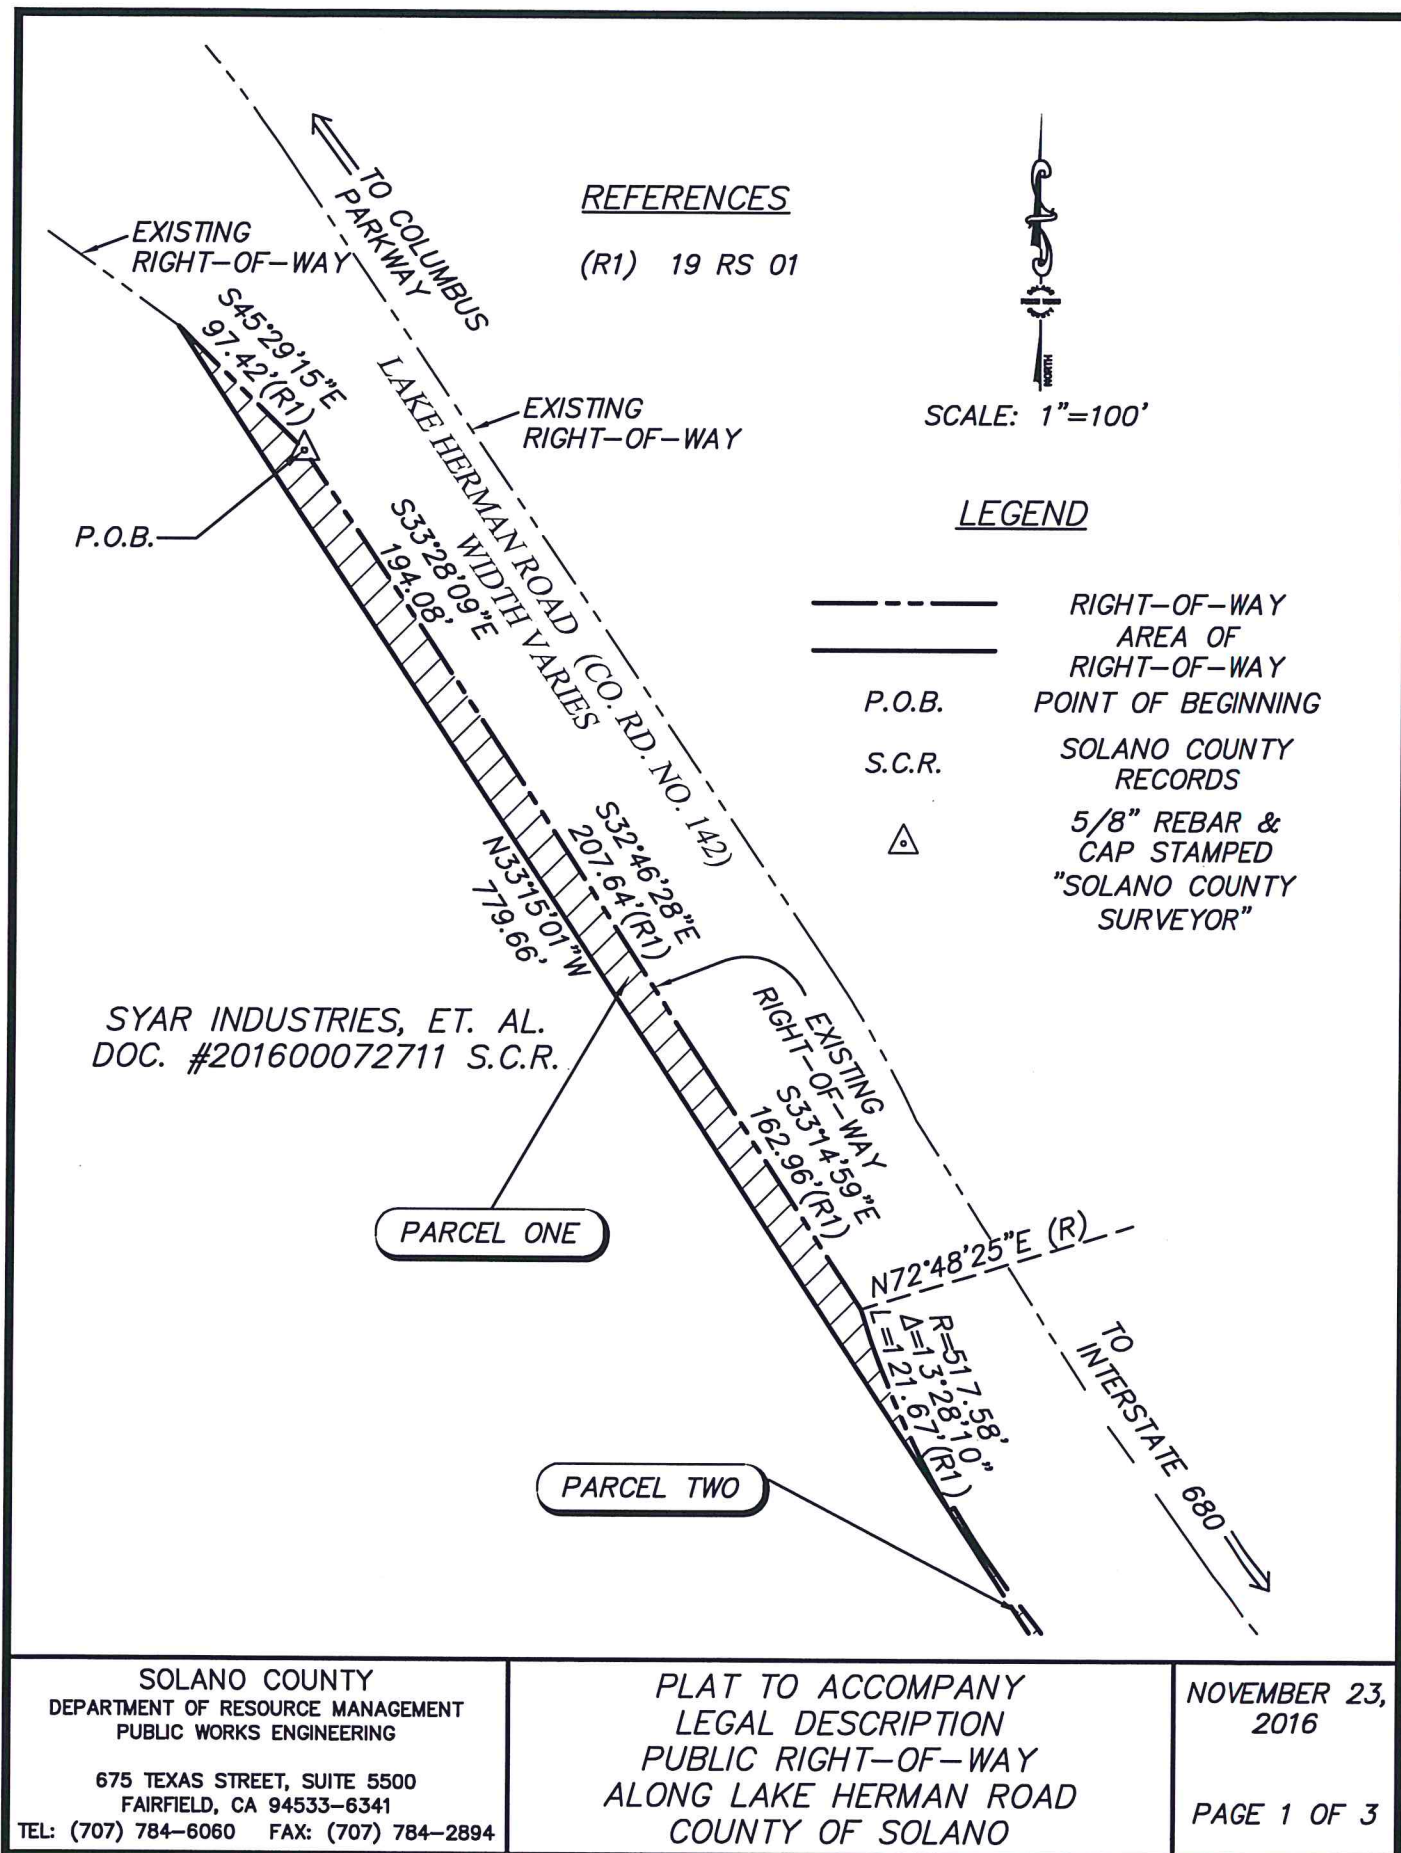 TO COLUMBUS
PARKWAY
REFERENCES
(R1) 19 RS 01
EXISTING
RIGHT-OF-WAY
S45°29'15"E
97.42'(R1)
NORTH
SCALE: 1"=100'
EXISTING
RIGHT-OF-WAY
LAKE HERMAN ROAD (CO. RD. NO. 142)
WIDTH VARIES
P.O.B.
S33°28'09"E
194.08'
LEGEND
RIGHT-OF-WAY
AREA OF
RIGHT-OF-WAY
P.O.B. POINT OF BEGINNING
S.C.R. SOLANO COUNTY
RECORDS
5/8" REBAR &
CAP STAMPED
"SOLANO COUNTY
SURVEYOR"
S32°46'28"E
207.64'(R1)
N33°15'01"W
779.66'
SYAR INDUSTRIES, ET. AL.
DOC. #201600072711 S.C.R.
EXISTING
RIGHT-OF-WAY
S33°14'59"E
162.96'(R1)
PARCEL ONE
N72°48'25"E (R)
R=517.58'
Δ=13°28'10"
L=121.67'(R1)
TO
INTERSTATE 680
PARCEL TWO
SOLANO COUNTY
DEPARTMENT OF RESOURCE MANAGEMENT
PUBLIC WORKS ENGINEERING
675 TEXAS STREET, SUITE 5500
FAIRFIELD, CA 94533-6341
TEL: (707) 784-6060 FAX: (707) 784-2894
PLAT TO ACCOMPANY
LEGAL DESCRIPTION
PUBLIC RIGHT-OF-WAY
ALONG LAKE HERMAN ROAD
COUNTY OF SOLANO
NOVEMBER 23,
2016
PAGE 1 OF 3